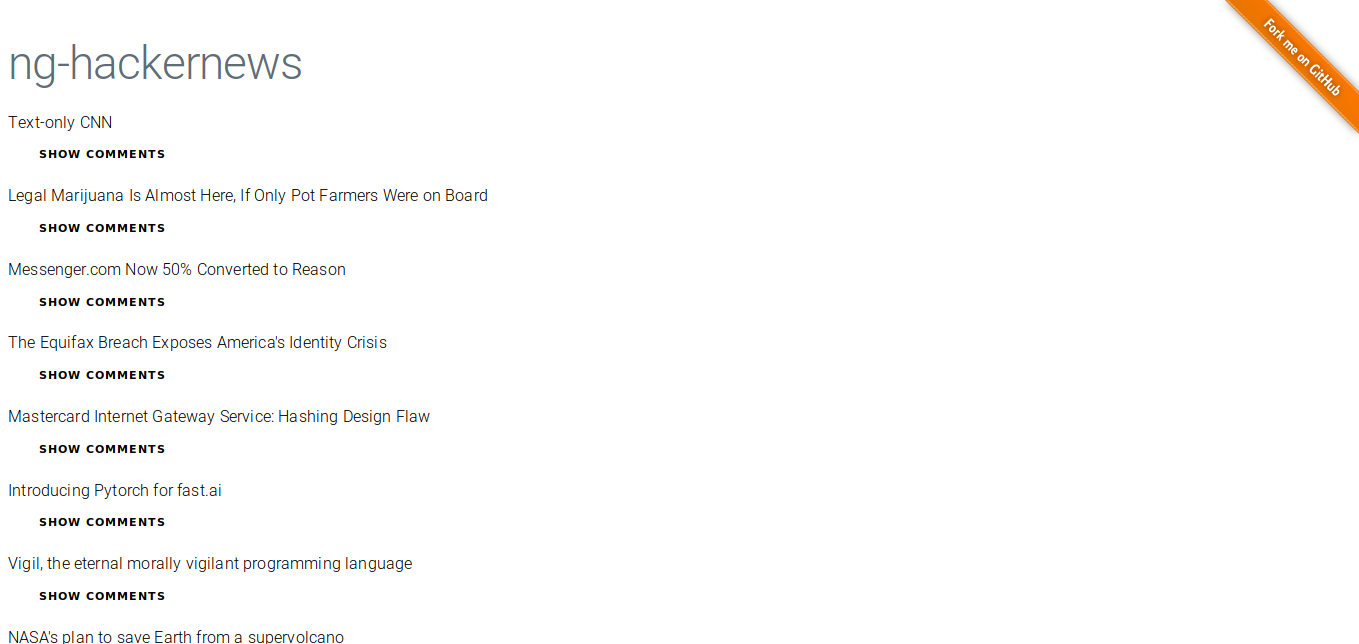 Fork me on GitHub
ng-hackernews
Text-only CNN
SHOW COMMENTS
Legal Marijuana Is Almost Here, If Only Pot Farmers Were on Board
SHOW COMMENTS
Messenger.com Now 50% Converted to Reason
SHOW COMMENTS
The Equifax Breach Exposes America's Identity Crisis
SHOW COMMENTS
Mastercard Internet Gateway Service: Hashing Design Flaw
SHOW COMMENTS
Introducing Pytorch for fast.ai
SHOW COMMENTS
Vigil, the eternal morally vigilant programming language
SHOW COMMENTS
NASA's plan to save Earth from a supervolcano